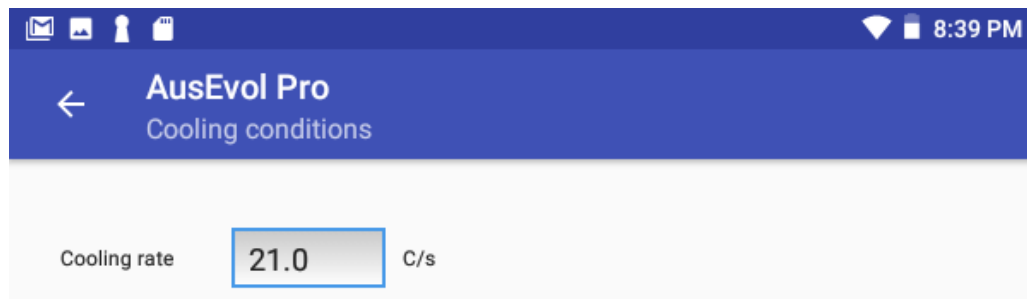 8:39 PM
AusEvol Pro
Cooling conditions
Cooling rate 21.0 C/s